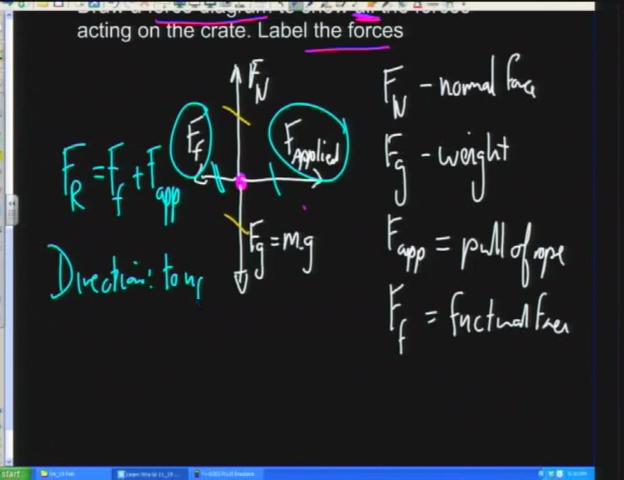 acting on the crate. Label the forces
F_N
F_f
F_Applied
F_R = F_f + F_app
F_g = m.g
Direction: to
F_N - normal force
F_g - weight
F_app = pull of rope
F_f = frictional force
start